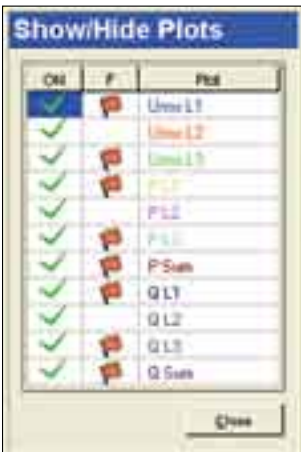 Show/Hide Plots
ON F Plot
Urms L1
Urms L2
Urms L3
P L1
P L2
P L3
P Sum
Q L1
Q L2
Q L3
Q Sum
Close